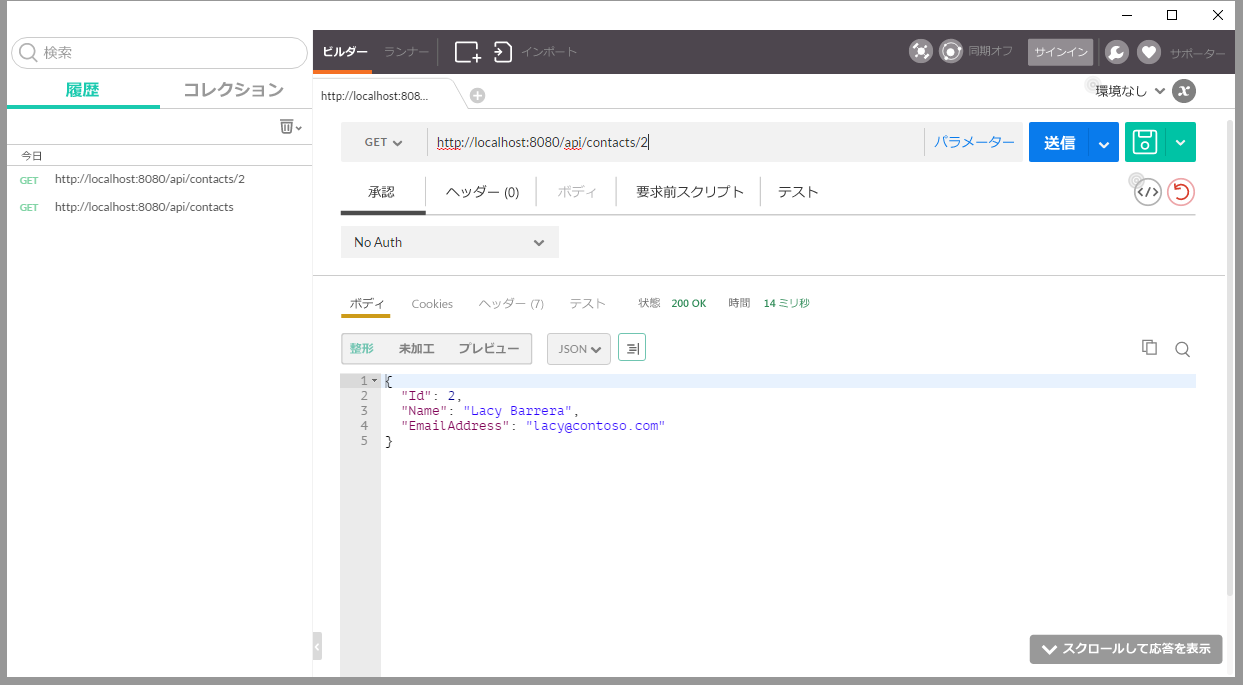 検索
履歴 コレクション
今日
GET http://localhost:8080/api/contacts/2
GET http://localhost:8080/api/contacts
ビルダー ランナー インポート 同期オフ サインイン サポーター
http://localhost:808... 環境なし
GET http://localhost:8080/api/contacts/2 パラメーター 送信
承認 ヘッダー (0) ボディ 要求前スクリプト テスト
No Auth
ボディ Cookies ヘッダー (7) テスト 状態 200 OK 時間 14 ミリ秒
整形 未加工 プレビュー JSON
1 {
2 "Id": 2,
3 "Name": "Lacy Barrera",
4 "EmailAddress": "lacy@contoso.com"
5 }
スクロールして応答を表示